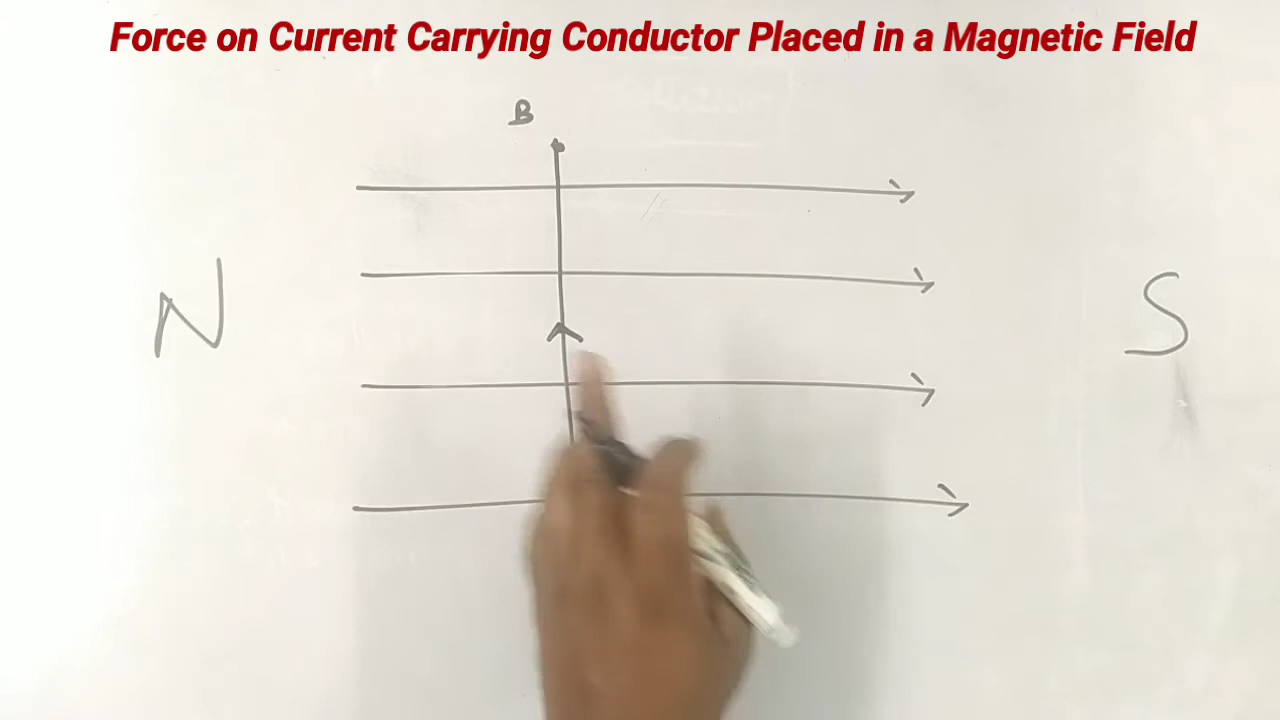 Force on Current Carrying Conductor Placed in a Magnetic Field
B
N
S